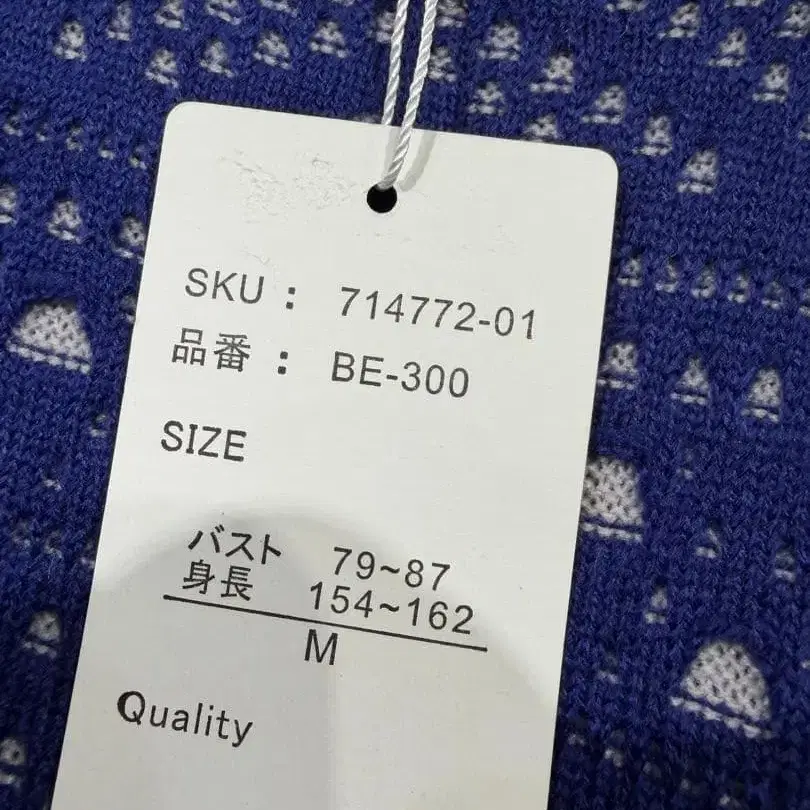 SKU : 714772-01
品番 : BE-300
SIZE
バスト 79~87
身長 154~162
M
Quality